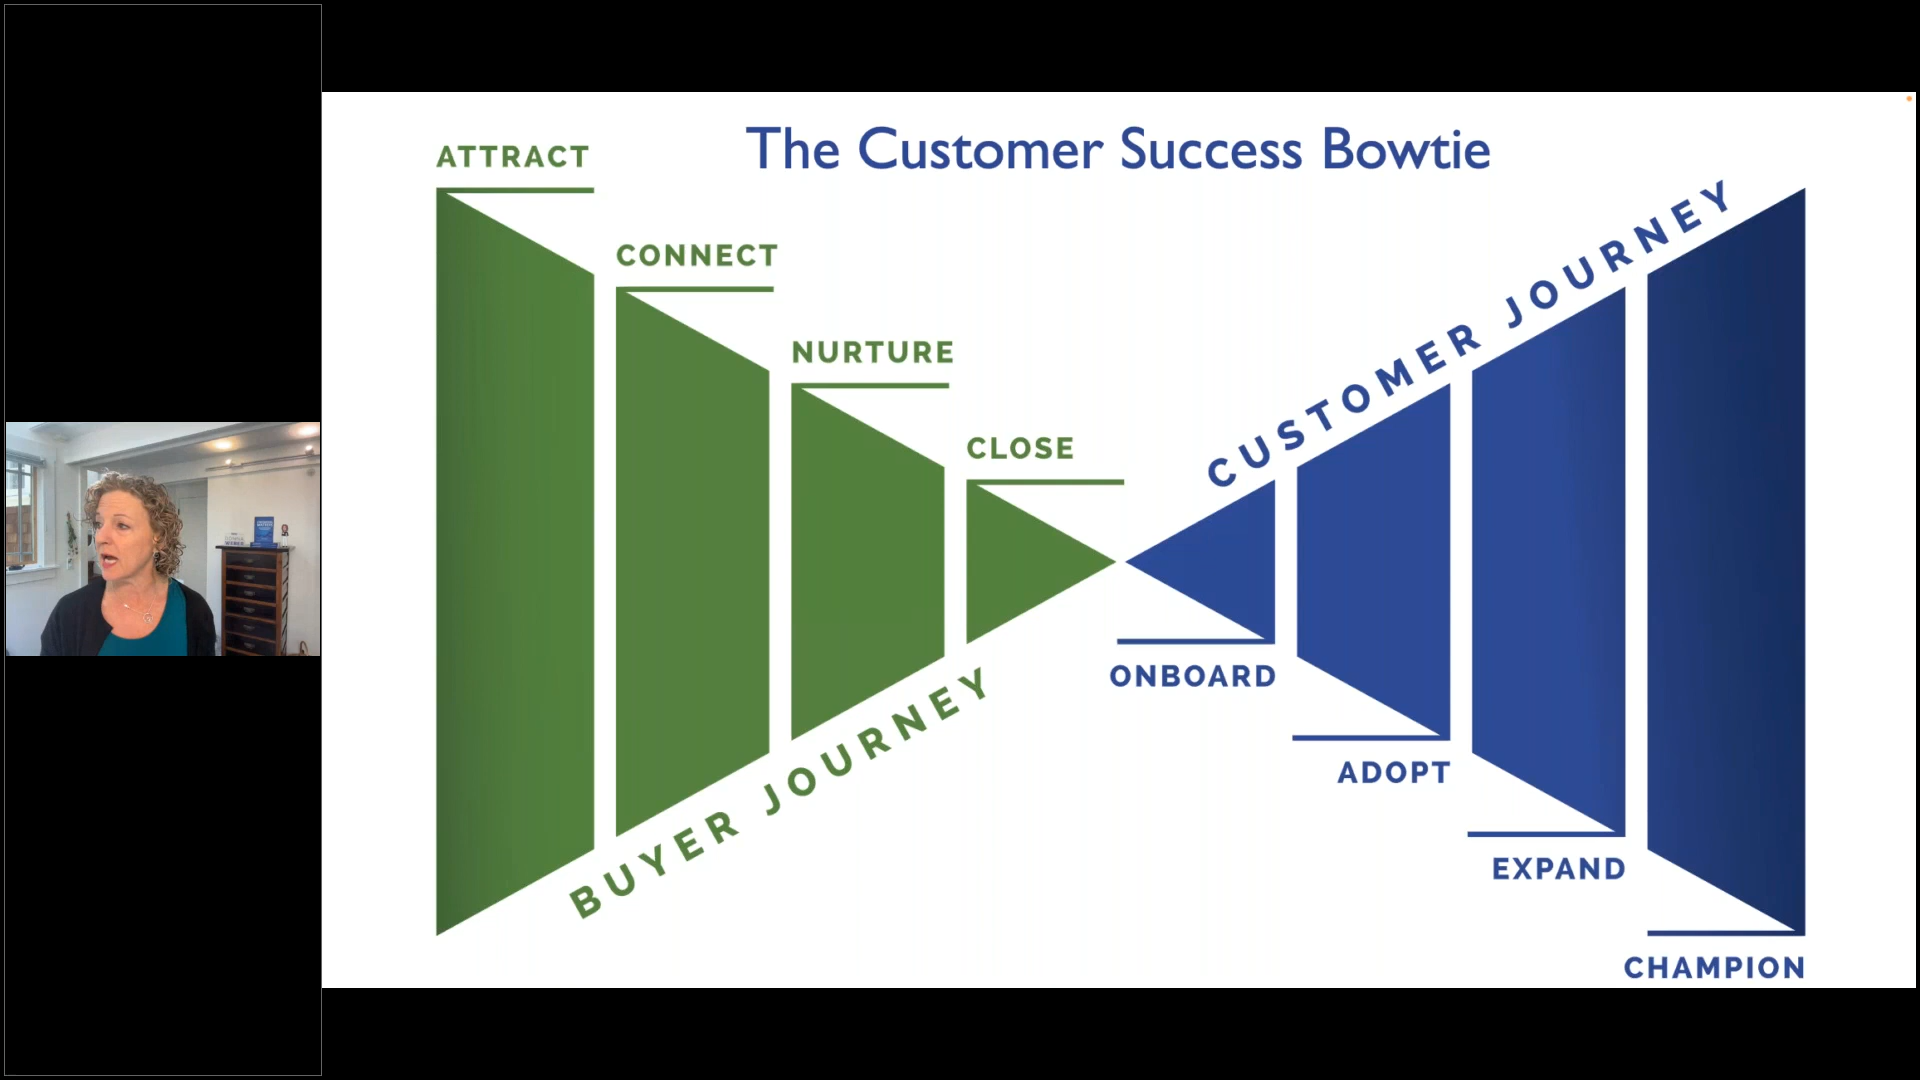 The Customer Success Bowtie
ATTRACT
CONNECT
NURTURE
CLOSE
BUYER JOURNEY
CUSTOMER JOURNEY
ONBOARD
ADOPT
EXPAND
CHAMPION